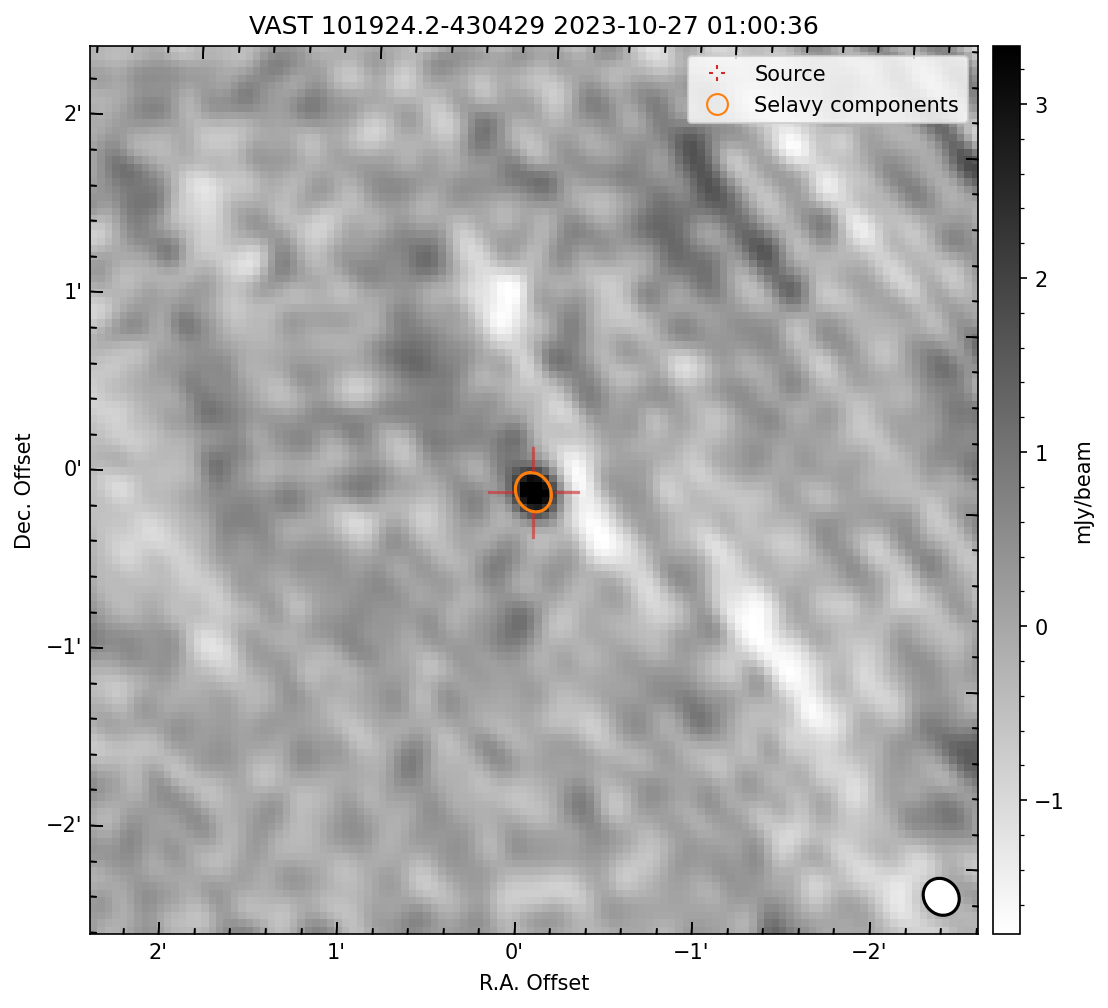 VAST 101924.2-430429 2023-10-27 01:00:36
Source
Selavy components
2'
1'
0'
−1'
−2'
Dec. Offset
2'
1'
0'
−1'
−2'
R.A. Offset
3
2
1
0
−1
mJy/beam